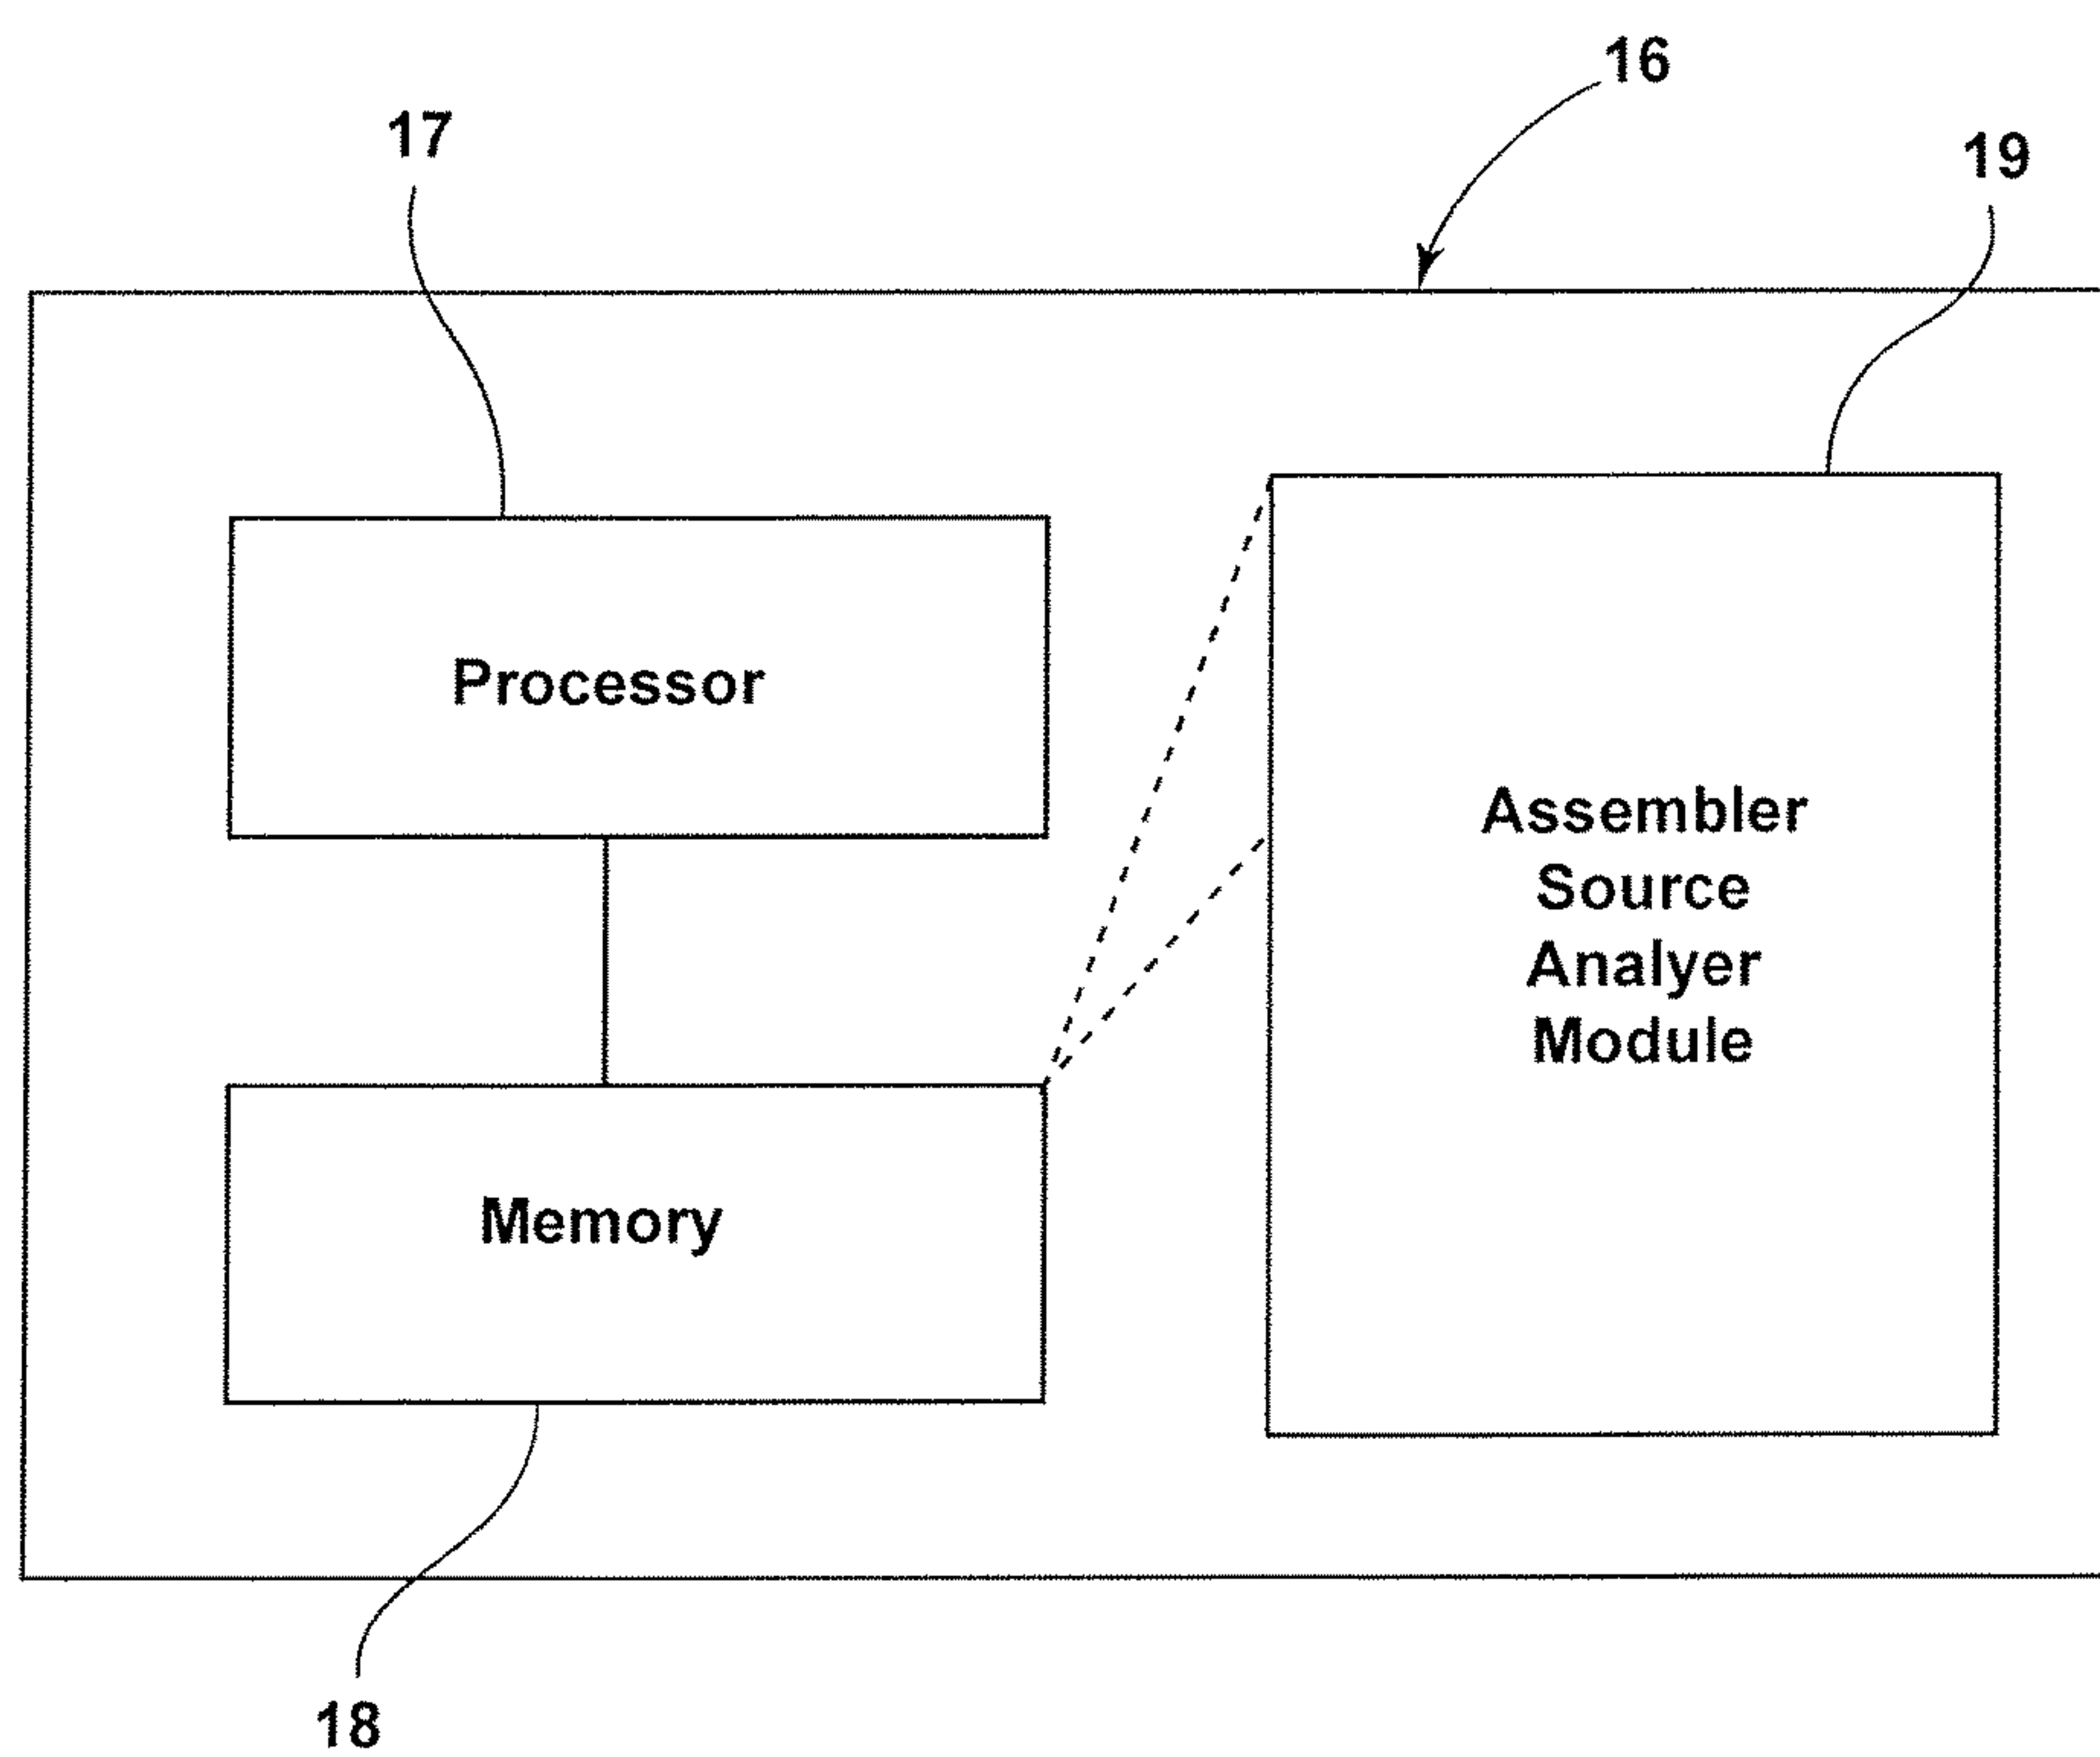 16
17
19
Processor
Assembler
Source
Analyer
Module
Memory
18